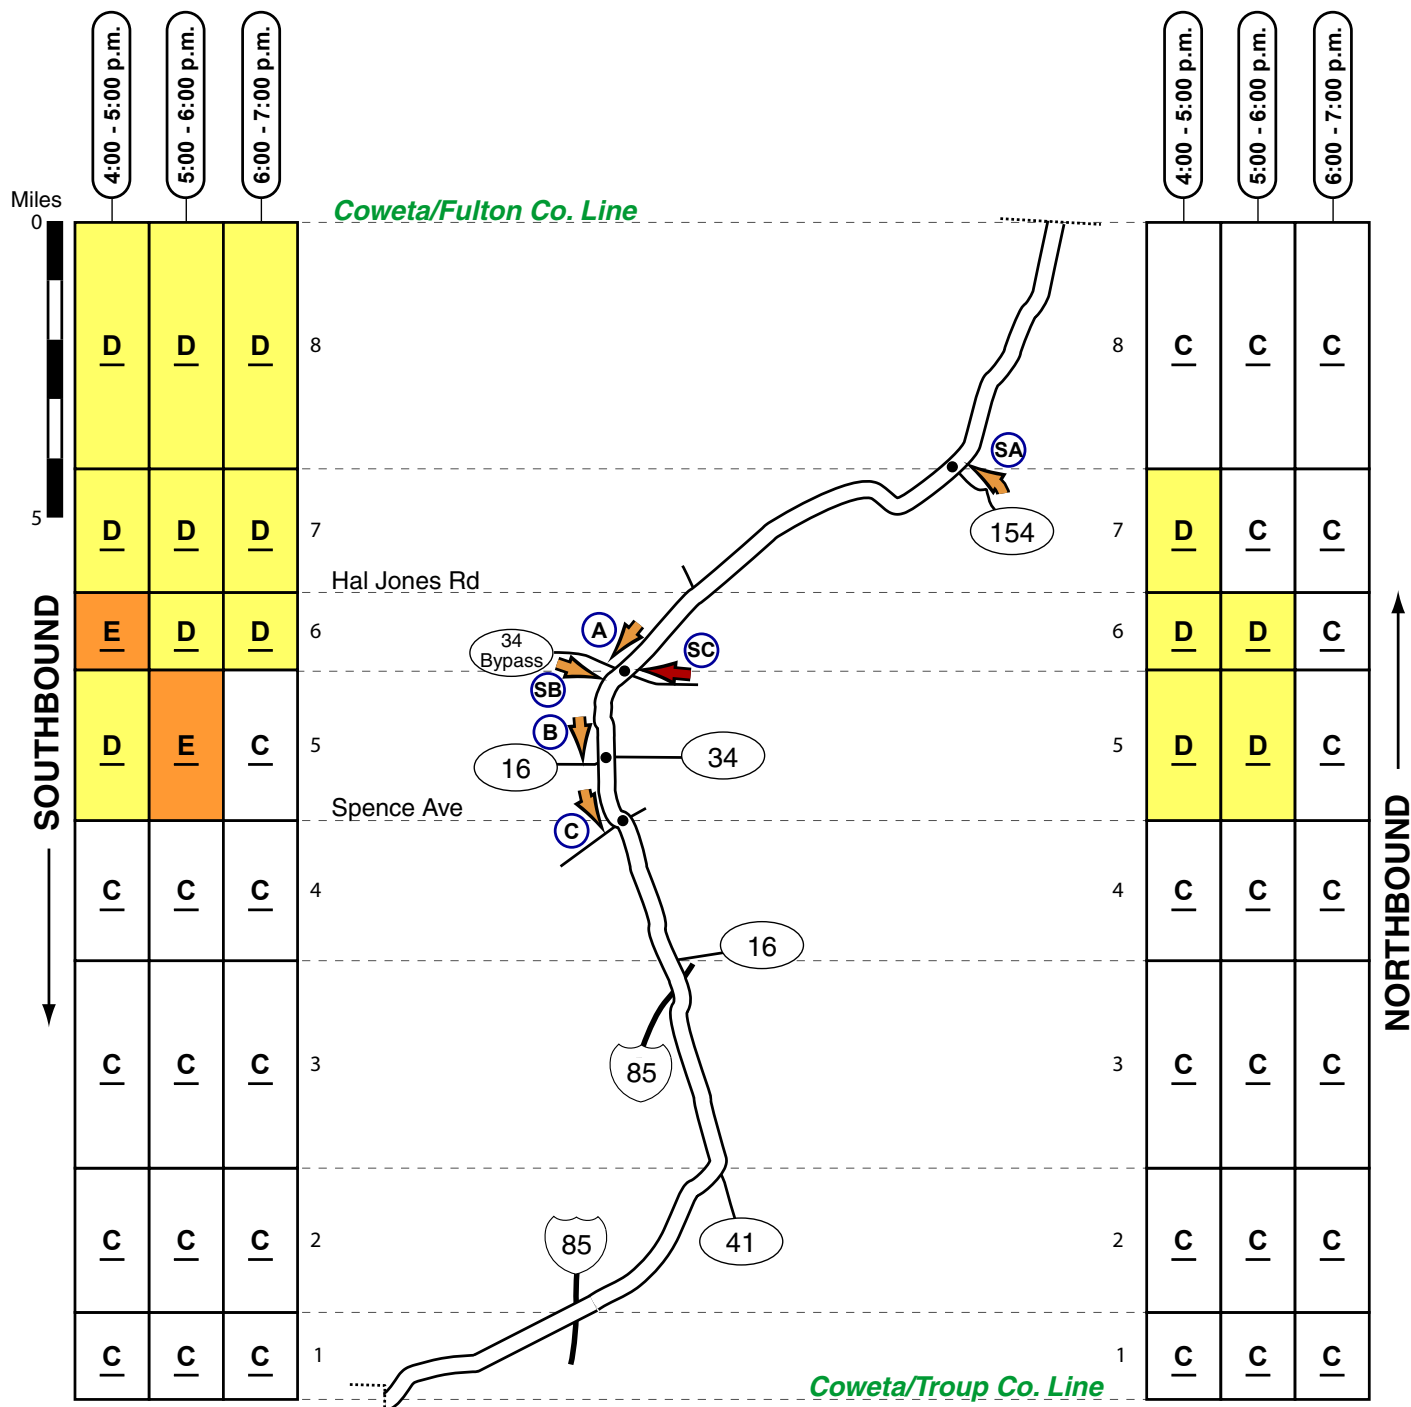 4:00 - 5:00 p.m.
5:00 - 6:00 p.m.
6:00 - 7:00 p.m.
4:00 - 5:00 p.m.
5:00 - 6:00 p.m.
6:00 - 7:00 p.m.
Miles
0
5
Coweta/Fulton Co. Line
D D D 8
8 C C C
SA
154
D D D 7
7 D C C
Hal Jones Rd
E D D 6
6 D D C
A
34
Bypass
SC
SB
B
16
34
D E C 5
5 D D C
Spence Ave
C
SOUTHBOUND
NORTHBOUND
C C C 4
4 C C C
16
C C C 3
3 C C C
85
C C C 2
2 C C C
85
41
C C C 1
1 C C C
Coweta/Troup Co. Line